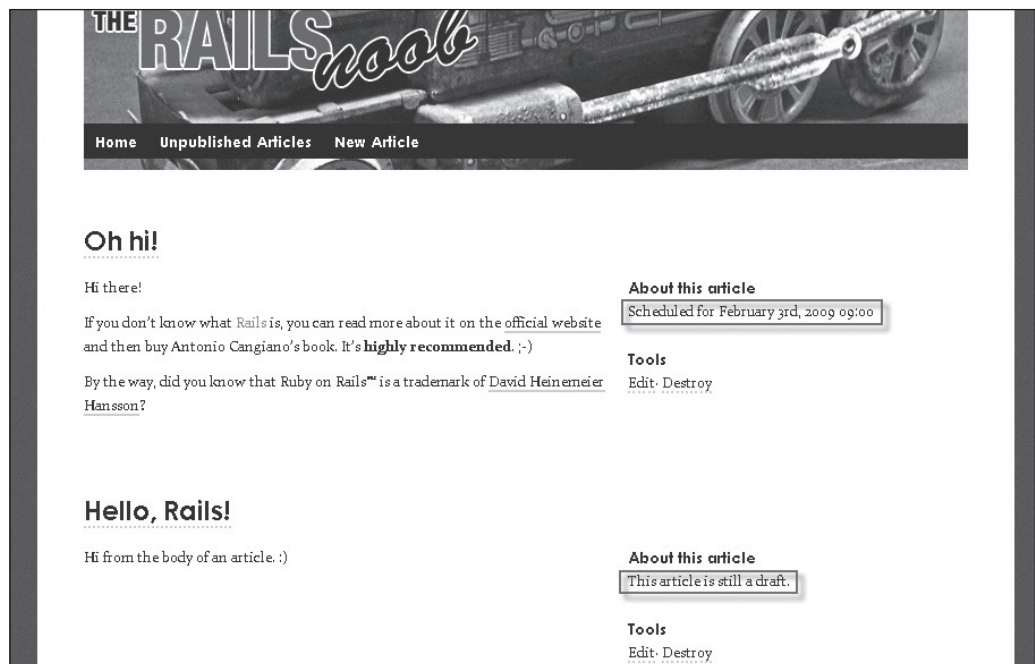 THE RAILS noob
Home Unpublished Articles New Article
Oh hi!
Hi there!
If you don't know what Rails is, you can read more about it on the official website
and then buy Antonio Cangiano's book. It's highly recommended. ;-)
By the way, did you know that Ruby on Rails™ is a trademark of David Heinemeier
Hansson?
About this article
Scheduled for February 3rd, 2009 09:00
Tools
Edit· Destroy
Hello, Rails!
Hi from the body of an article. :)
About this article
This article is still a draft.
Tools
Edit· Destroy